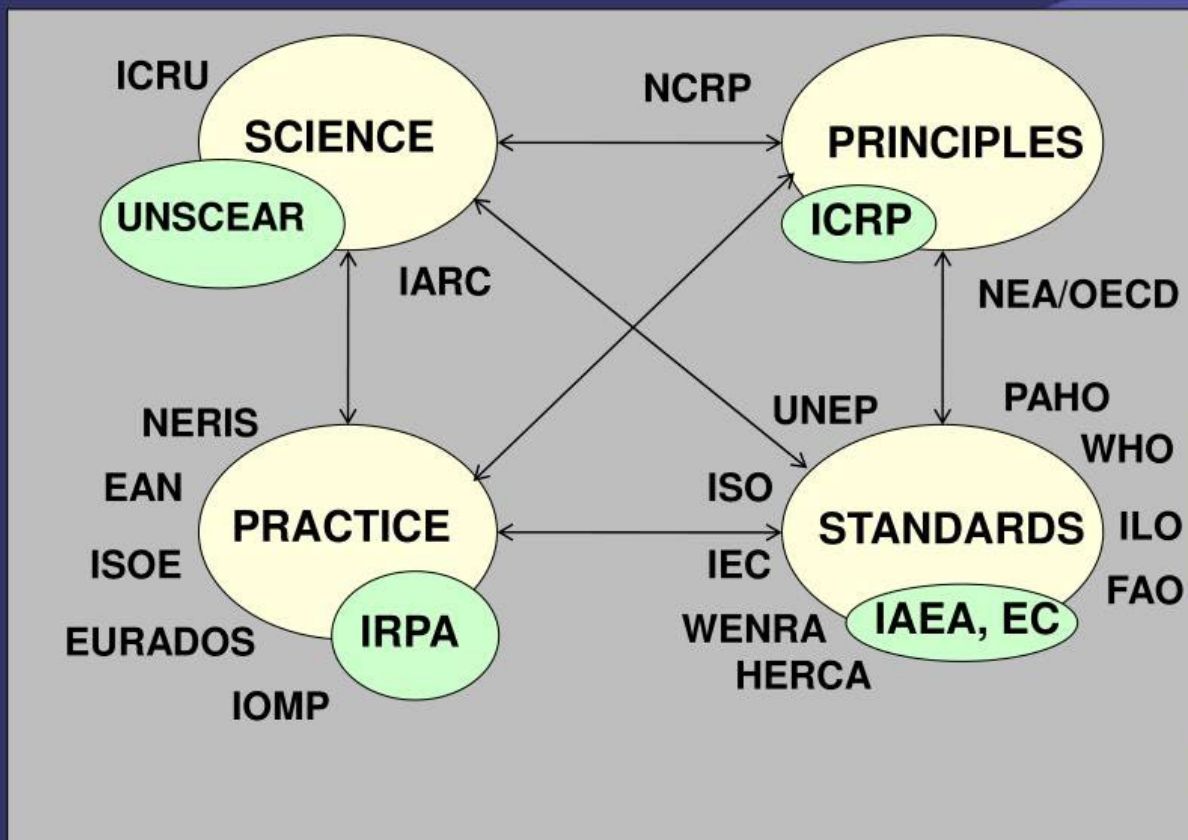 ICRU
NCRP
SCIENCE
PRINCIPLES
UNSCEAR
ICRP
IARC
NEA/OECD
PAHO
UNEP
NERIS
WHO
EAN
ISO
PRACTICE
STANDARDS
ILO
ISOE
IEC
FAO
EURADOS
IRPA
WENRA
IAEA, EC
HERCA
IOMP